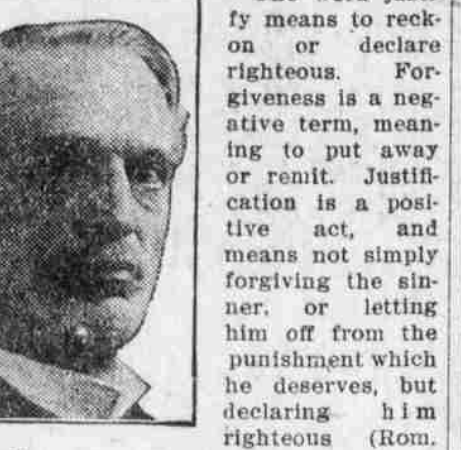 fy means to reck-
on or declare
righteous. For-
giveness is a neg-
ative term, mean-
ing to put away
or remit. Justifi-
cation is a posi-
tive act, and
means not simply
forgiving the sin-
ner, or letting
him off from the
punishment which
he deserves, but
declaring him
righteous (Rom.